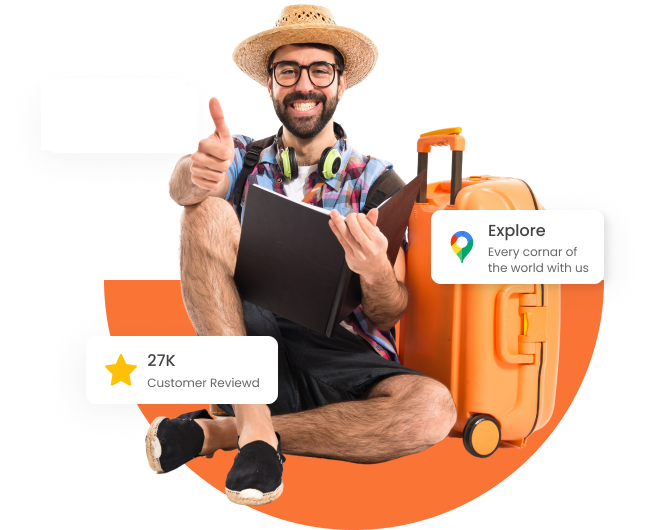 Explore
Every cornar of
the world with us
27K
Customer Reviewd